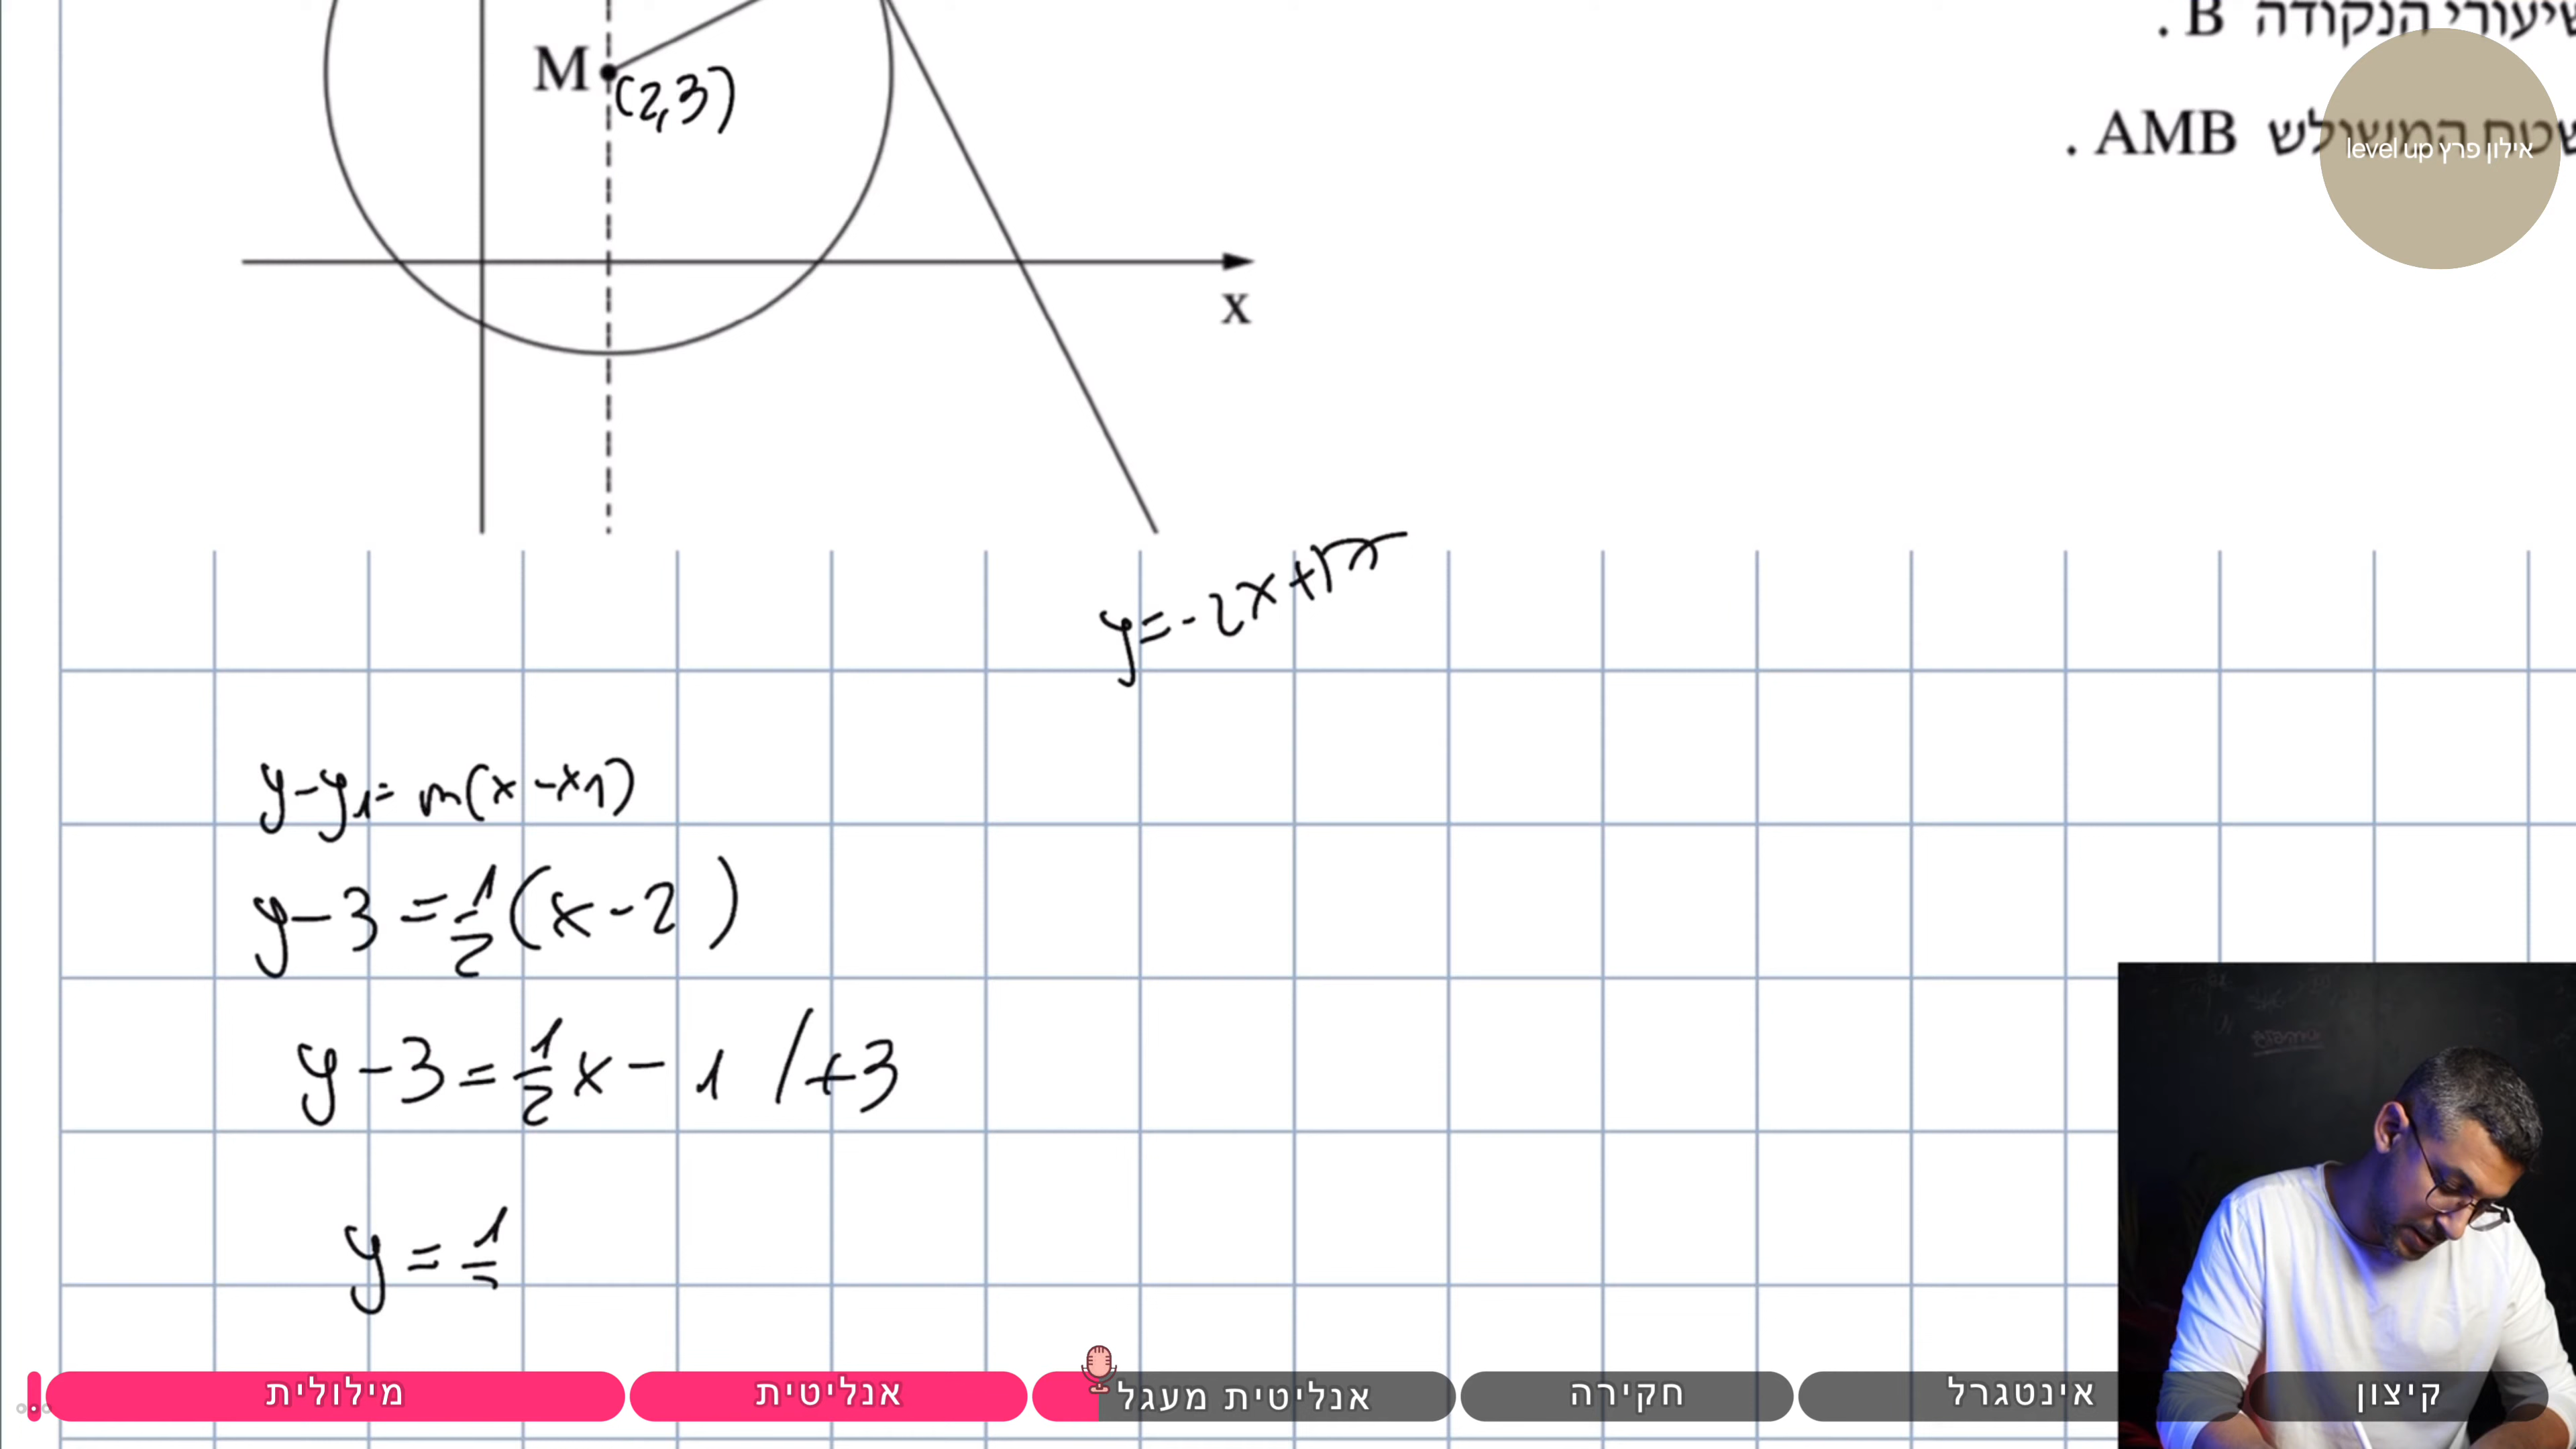 שיעורי הנקודה B .
שטח המשולש AMB .
אילון פרץ level up
M
(2,3)
x
y=-2x+
y-y1= m(x-x1)
y-3=1/2(x-2)
y-3=1/2x-1 /+3
y=1/2
מילולית
אנליטית
אנליטית מעגל
חקירה
אינטגרל
קיצון